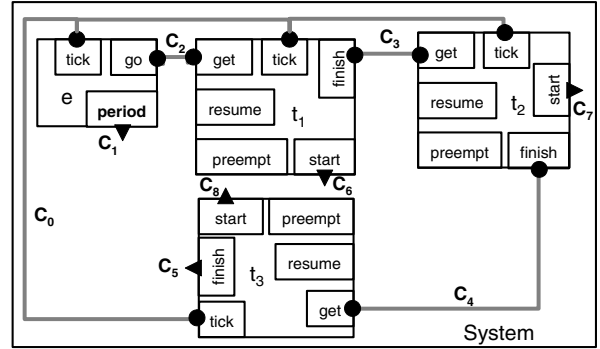 tick
go
e
period
C1
C2
get
tick
finish
resume
t1
preempt
start
C3
get
tick
start
resume
t2
C7
preempt
finish
C8
C6
C0
start
preempt
C5
finish
t3
resume
get
tick
C4
System